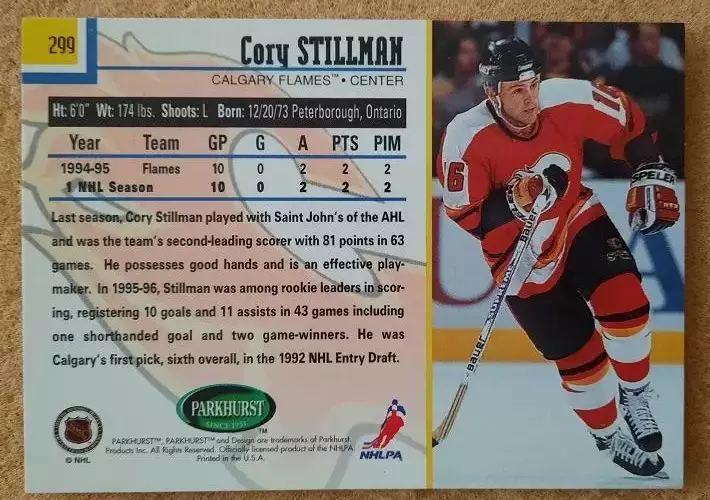 299
Cory STILLMAN
CALGARY FLAMES™ • CENTER
Ht: 6'0" Wt: 174 lbs. Shoots: L Born: 12/20/73 Peterborough, Ontario
Year Team GP G A PTS PIM
1994-95 Flames 10 0 2 2 2
1 NHL Season 10 0 2 2 2
Last season, Cory Stillman played with Saint John's of the AHL
and was the team's second-leading scorer with 81 points in 63
games. He possesses good hands and is an effective play-
maker. In 1995-96, Stillman was among rookie leaders in scor-
ing, registering 10 goals and 11 assists in 43 games including
one shorthanded goal and two game-winners. He was
Calgary's first pick, sixth overall, in the 1992 NHL Entry Draft.
PARKHURST
SINCE 1951
PARKHURST™, PARKHURST™ and Design are trademarks of Parkhurst
Products Inc. All Rights Reserved. Officially licensed product of the NHLPA
Printed in the U.S.A.
© NHL
NHLPA
16
16
SPELER
Bauer
SUPREME
Bauer